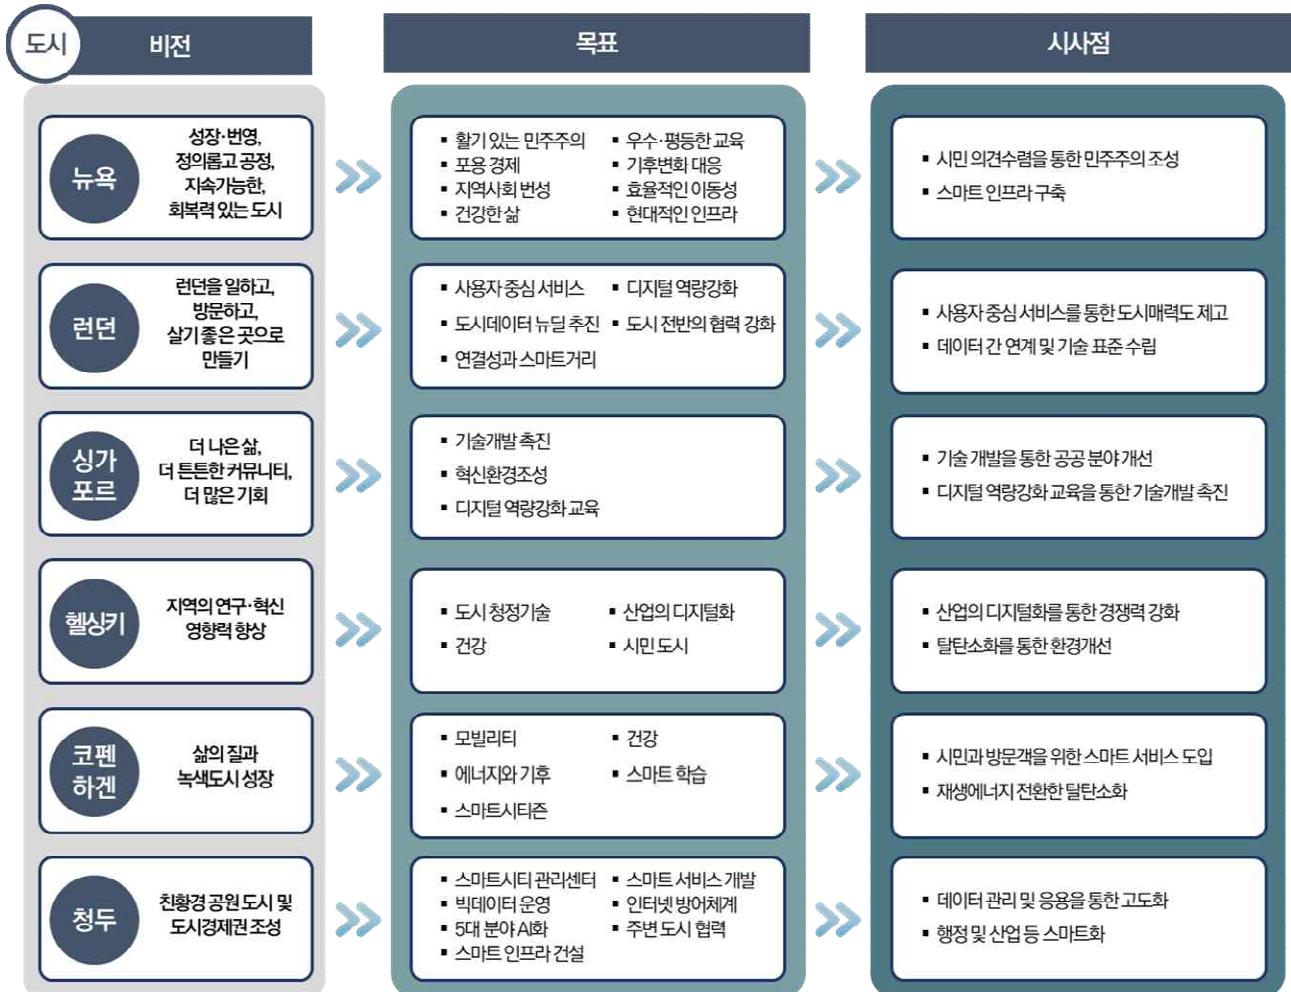 도시
비전
목표
시사점
뉴욕
성장·번영,
정의롭고 공정,
지속가능한,
회복력 있는 도시
▪ 활기 있는 민주주의
▪ 포용 경제
▪ 지역사회 번성
▪ 건강한 삶
▪ 우수·평등한 교육
▪ 기후변화 대응
▪ 효율적인 이동성
▪ 현대적인 인프라
▪ 시민 의견수렴을 통한 민주주의 조성
▪ 스마트 인프라 구축
런던
런던을 일하고,
방문하고,
살기 좋은 곳으로
만들기
▪ 사용자 중심 서비스
▪ 도시데이터 뉴딜 추진
▪ 연결성과 스마트거리
▪ 디지털 역량강화
▪ 도시 전반의 협력 강화
▪ 사용자 중심 서비스를 통한 도시매력도 제고
▪ 데이터 간 연계 및 기술 표준 수립
싱가
포르
더 나은 삶,
더 튼튼한 커뮤니티,
더 많은 기회
▪ 기술개발 촉진
▪ 혁신환경조성
▪ 디지털 역량강화 교육
▪ 기술 개발을 통한 공공 분야 개선
▪ 디지털 역량강화 교육을 통한 기술개발 촉진
헬싱키
지역의 연구·혁신
영향력 향상
▪ 도시 청정기술
▪ 건강
▪ 산업의 디지털화
▪ 시민 도시
▪ 산업의 디지털화를 통한 경쟁력 강화
▪ 탈탄소화를 통한 환경개선
코펜
하겐
삶의 질과
녹색도시 성장
▪ 모빌리티
▪ 에너지와 기후
▪ 스마트시티즌
▪ 건강
▪ 스마트 학습
▪ 시민과 방문객을 위한 스마트 서비스 도입
▪ 재생에너지 전환한 탈탄소화
청두
친황경 공원 도시 및
도시경제권 조성
▪ 스마트시티 관리센터
▪ 빅데이터 운영
▪ 5대 분야 AI화
▪ 스마트 인프라 건설
▪ 스마트 서비스 개발
▪ 인터넷 방어체계
▪ 주변 도시 협력
▪ 데이터 관리 및 응용을 통한 고도화
▪ 행정 및 산업 등 스마트화